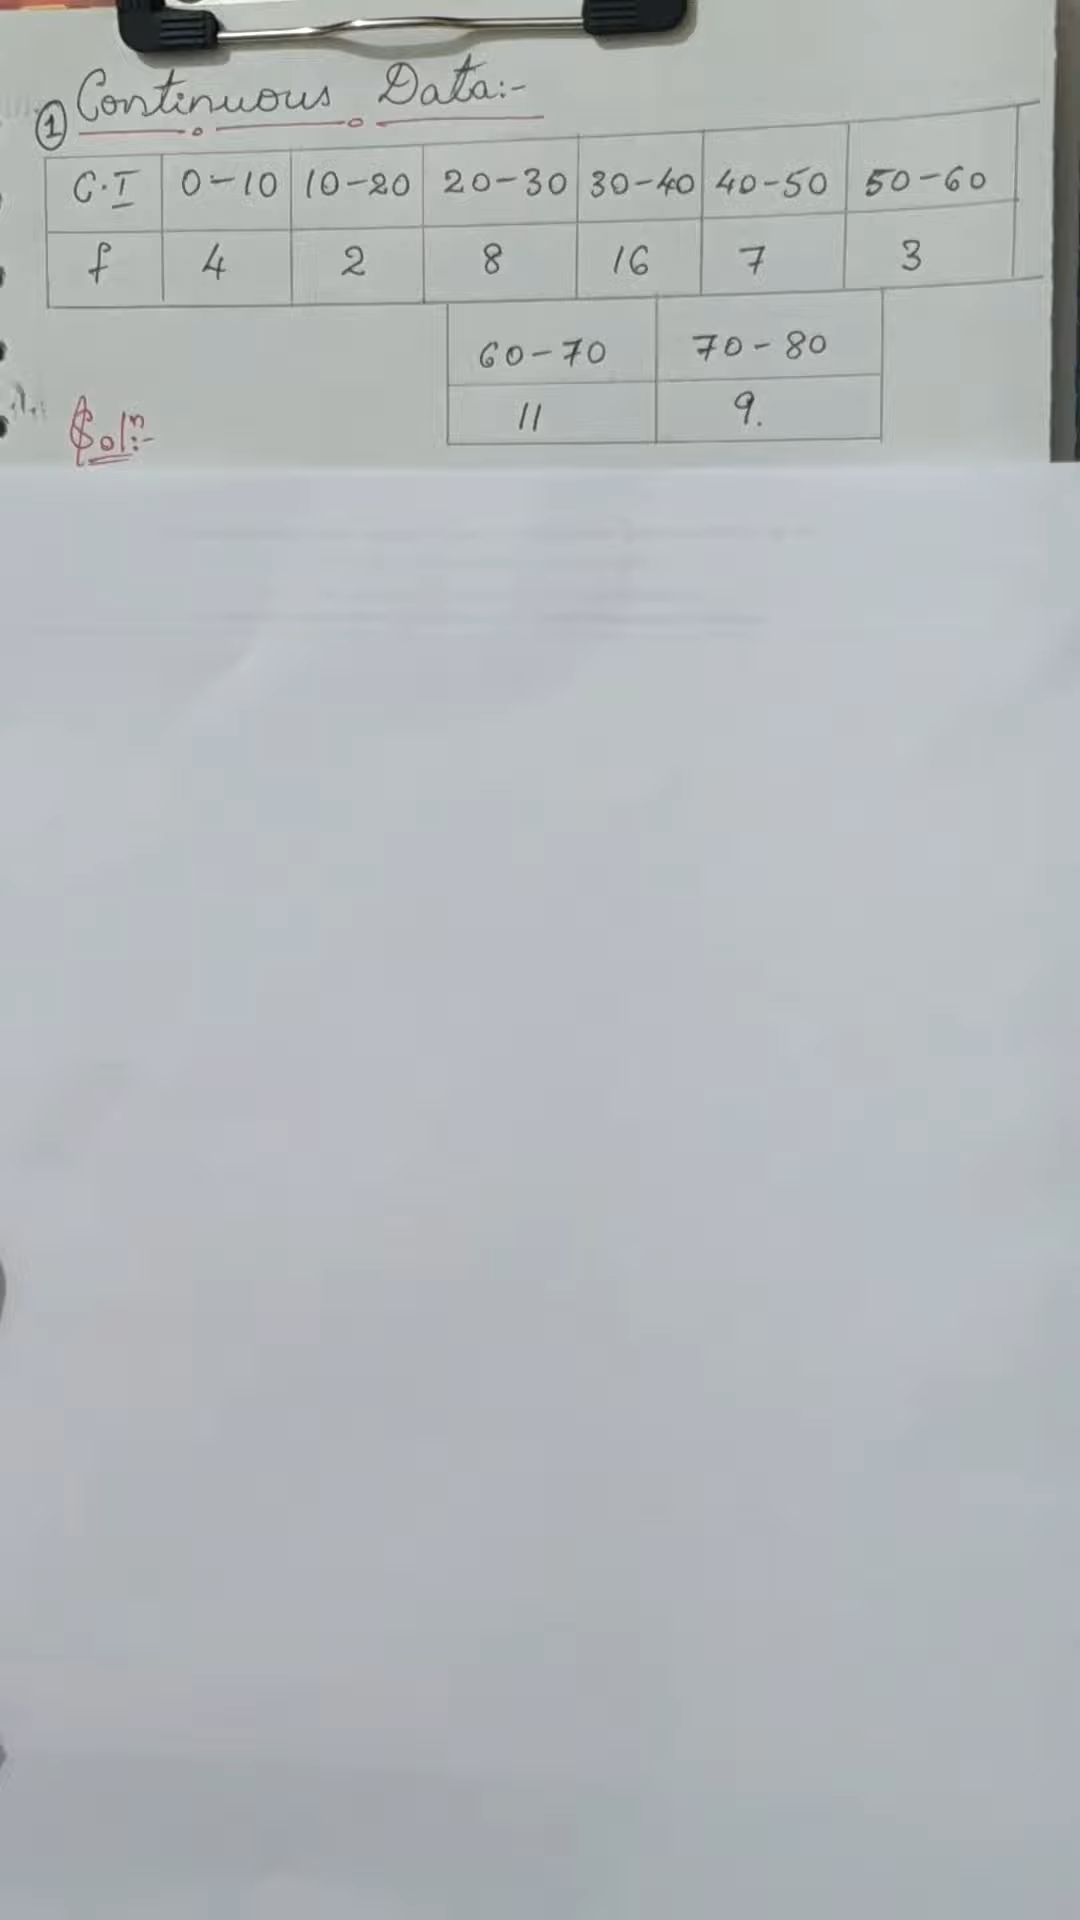 ① Continuous Data:-
C.I 0-10 10-20 20-30 30-40 40-50 50-60
f 4 2 8 16 7 3
60-70 70-80
11 9.
Solⁿ:-